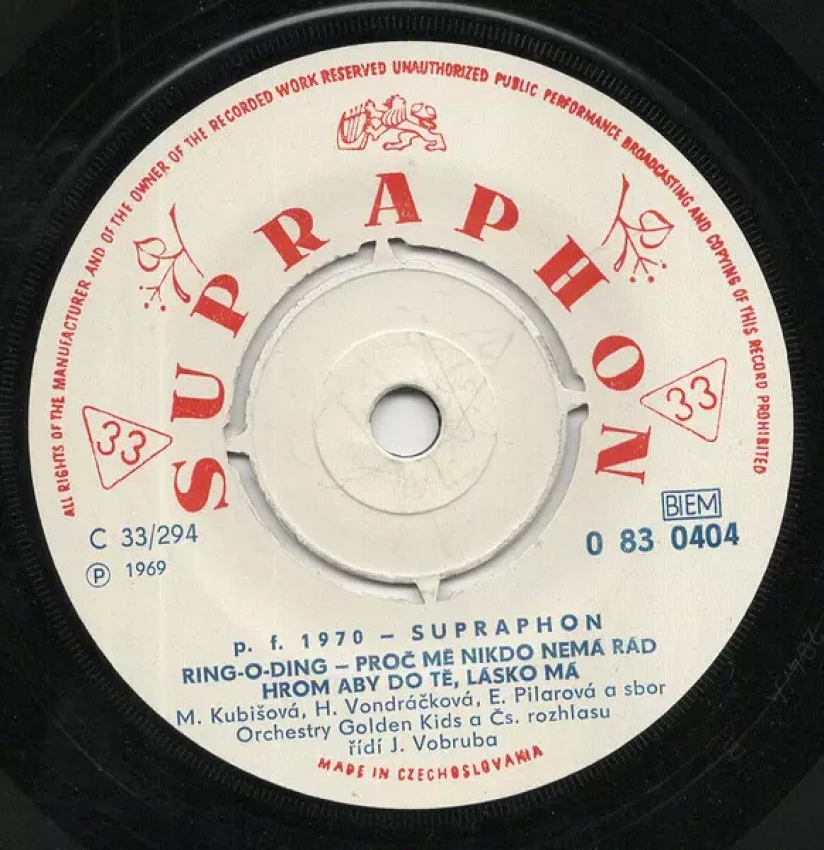 ALL RIGHTS OF THE MANUFACTURER AND OF THE OWNER OF THE RECORDED WORK RESERVED UNAUTHORIZED PUBLIC PERFORMANCE BROADCASTING AND COPYING OF THIS RECORD PROHIBITED
SUPRAPHON
33
33
BIEM
C 33/294
0 83 0404
Ⓟ 1969
p. f. 1970 – SUPRAPHON
RING-O-DING – PROČ MĚ NIKDO NEMÁ RÁD
HROM ABY DO TĚ, LÁSKO MÁ
M. Kubišová, H. Vondráčková, E. Pilarová a sbor
Orchestry Golden Kids a Čs. rozhlasu
řídí J. Vobruba
MADE IN CZECHOSLOVAKIA